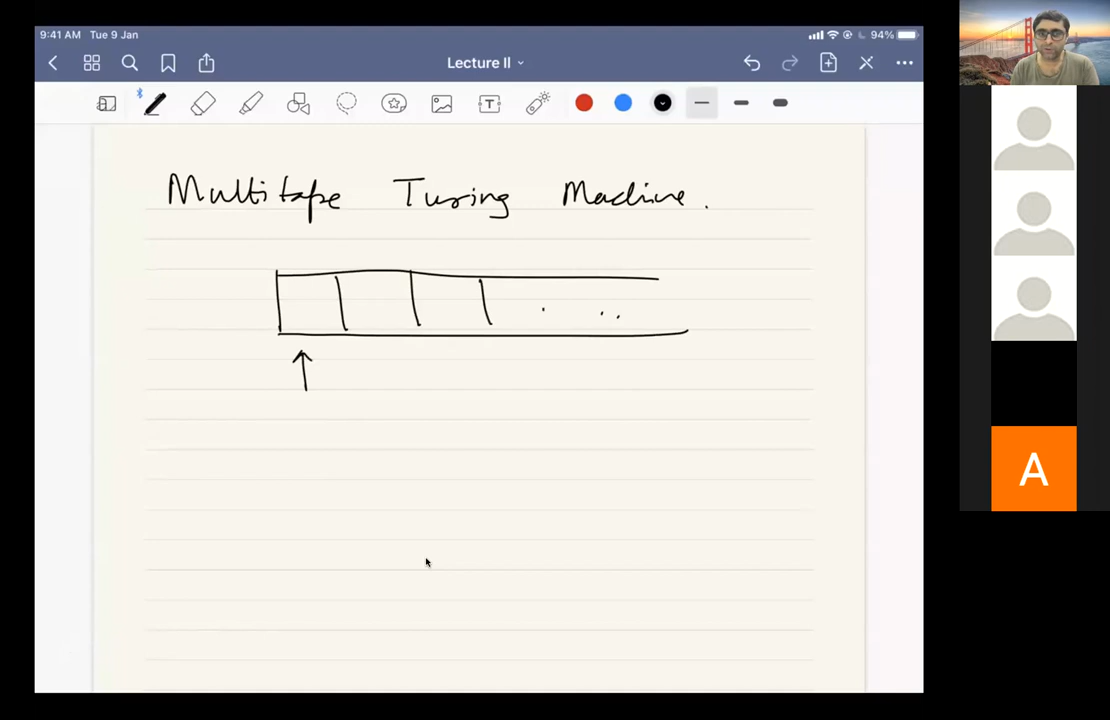 9:41 AM Tue 9 Jan 94%
Lecture II
T
Multitape Turing Machine.
. ..
A